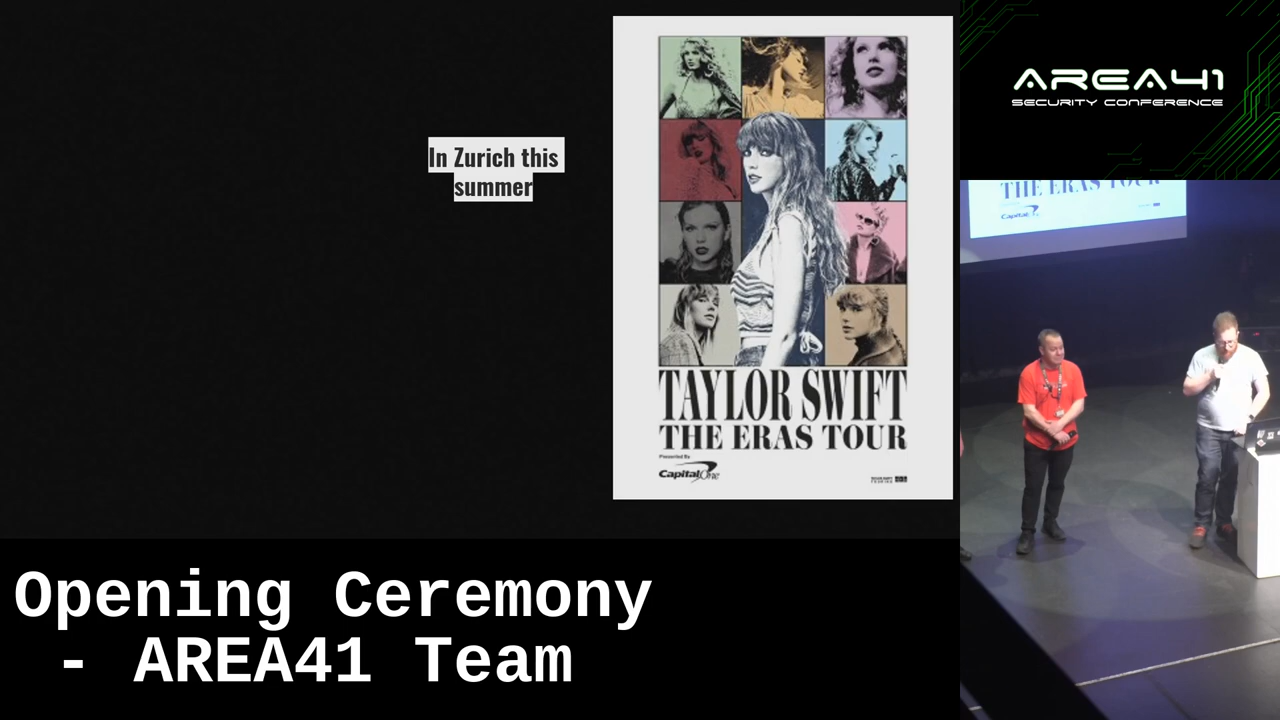 In Zurich this
summer
TAYLOR SWIFT
THE ERAS TOUR
Presented By
Capital One
AREA41
SECURITY CONFERENCE
THE ERAS TOUR
Capital
Opening Ceremony
- AREA41 Team